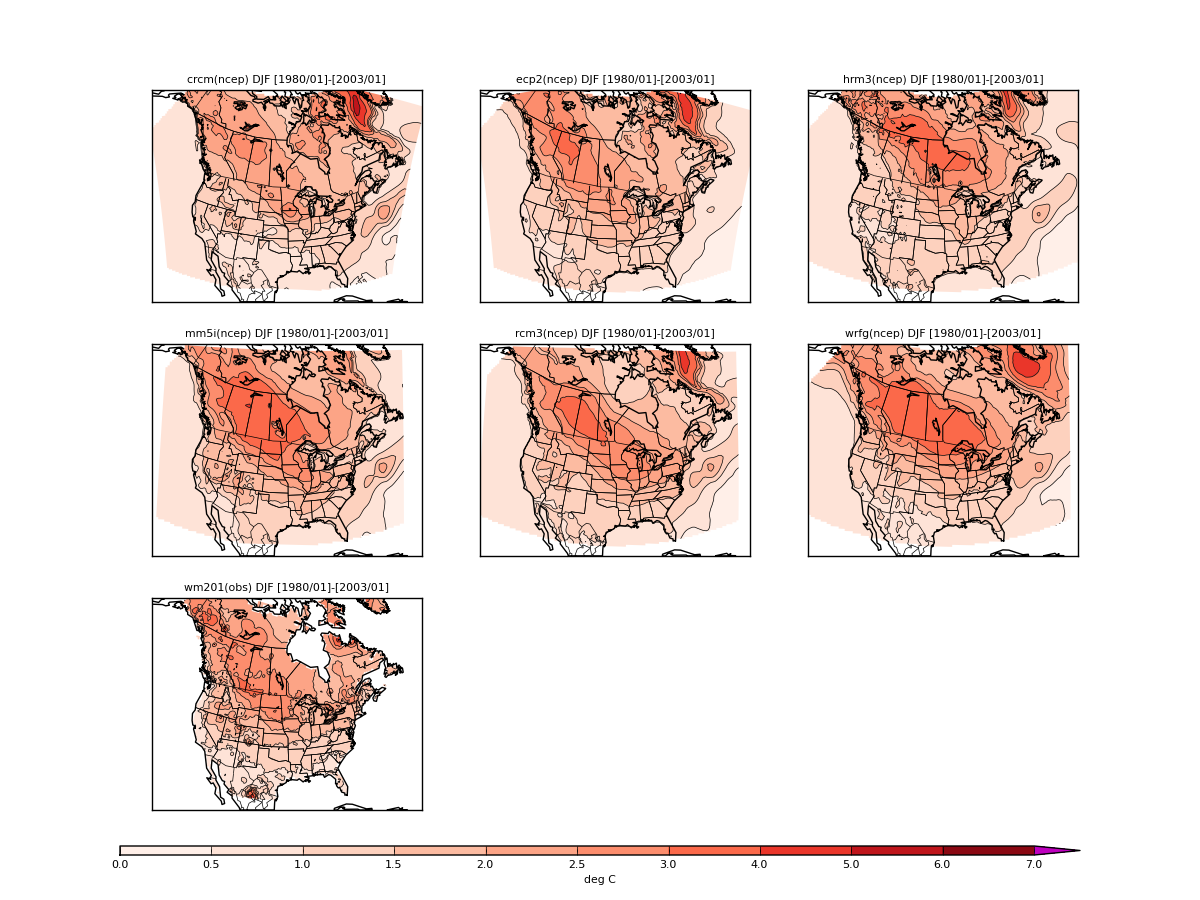 crcm(ncep) DJF [1980/01]-[2003/01]
ecp2(ncep) DJF [1980/01]-[2003/01]
hrm3(ncep) DJF [1980/01]-[2003/01]
mm5i(ncep) DJF [1980/01]-[2003/01]
rcm3(ncep) DJF [1980/01]-[2003/01]
wrfg(ncep) DJF [1980/01]-[2003/01]
wm201(obs) DJF [1980/01]-[2003/01]
0.0 0.5 1.0 1.5 2.0 2.5 3.0 4.0 5.0 6.0 7.0
deg C